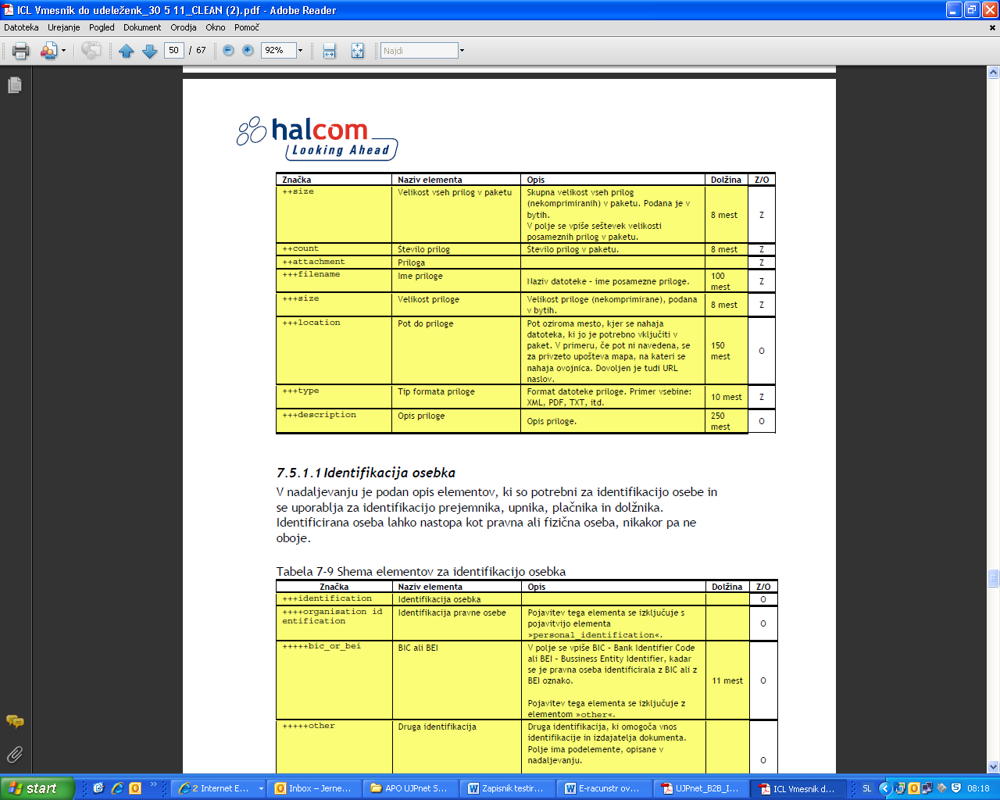 ICL Vmesnik do udeleženk_30 5 11_CLEAN (2).pdf - Adobe Reader
Datoteka Urejanje Pogled Dokument Orodja Okno Pomoč
50 / 67 92% Najdi
halcom
Looking Ahead
Značka Naziv elementa Opis Dolžina Z/O
++size Velikost vseh prilog v paketu Skupna velikost vseh prilog
(nekomprimiranih) v paketu. Podana je v
bytih.
8 mest Z
V polje se vpiše seštevek velikosti
posameznih prilog v paketu.
++count Število prilog Število prilog v paketu. 8 mest Z
++attachment Priloga Z
+++filename Ime priloge Naziv datoteke - ime posamezne priloge. 100
mest Z
+++size Velikost priloge Velikost priloge (nekomprimirane), podana
v bytih. 8 mest Z
+++location Pot do priloge Pot oziroma mesto, kjer se nahaja
datoteka, ki jo je potrebno vključiti v
paket. V primeru, če pot ni navedena, se
za privzeto upošteva mapa, na kateri se
nahaja ovojnica. Dovoljen je tudi URL
naslov.
150
mest O
+++type Tip formata priloge Format datoteke priloge. Primer vsebine:
XML, PDF, TXT, itd. 10 mest Z
+++description Opis priloge Opis priloge. 250
mest O
7.5.1.1 Identifikacija osebka
V nadaljevanju je podan opis elementov, ki so potrebni za identifikacijo osebe in
se uporablja za identifikacijo prejemnika, upnika, plačnika in dolžnika.
Identificirana oseba lahko nastopa kot pravna ali fizična oseba, nikakor pa ne
oboje.
Tabela 7-9 Shema elementov za identifikacijo osebka
Značka Naziv elementa Opis Dolžina Z/O
+++identification Identifikacija osebka O
++++organisation id
entification Identifikacija pravne osebe Pojavitev tega elementa se izključuje s
pojavitvijo elementa
»personal_identification«. O
+++++bic_or_bei BIC ali BEI V polje se vpiše BIC - Bank Identifier Code
ali BEI - Bussiness Entity Identifier, kadar
se je pravna oseba identificirala z BIC ali z
BEI oznako. 11 mest O
Pojavitev tega elementa se izključuje z
elementom »other«.
+++++other Druga identifikacija Druga identifikacija, ki omogoča vnos
identifikacije in izdajatelja dokumenta.
Polje ima podelemente, opisane v
nadaljevanju. O
start 2 Internet E... Inbox - Jerne... APO UJPnet S... Zapisnik testir... E-racunstr ov... UJPnet_B2B_I... ICL Vmesnik d... SL 08:18